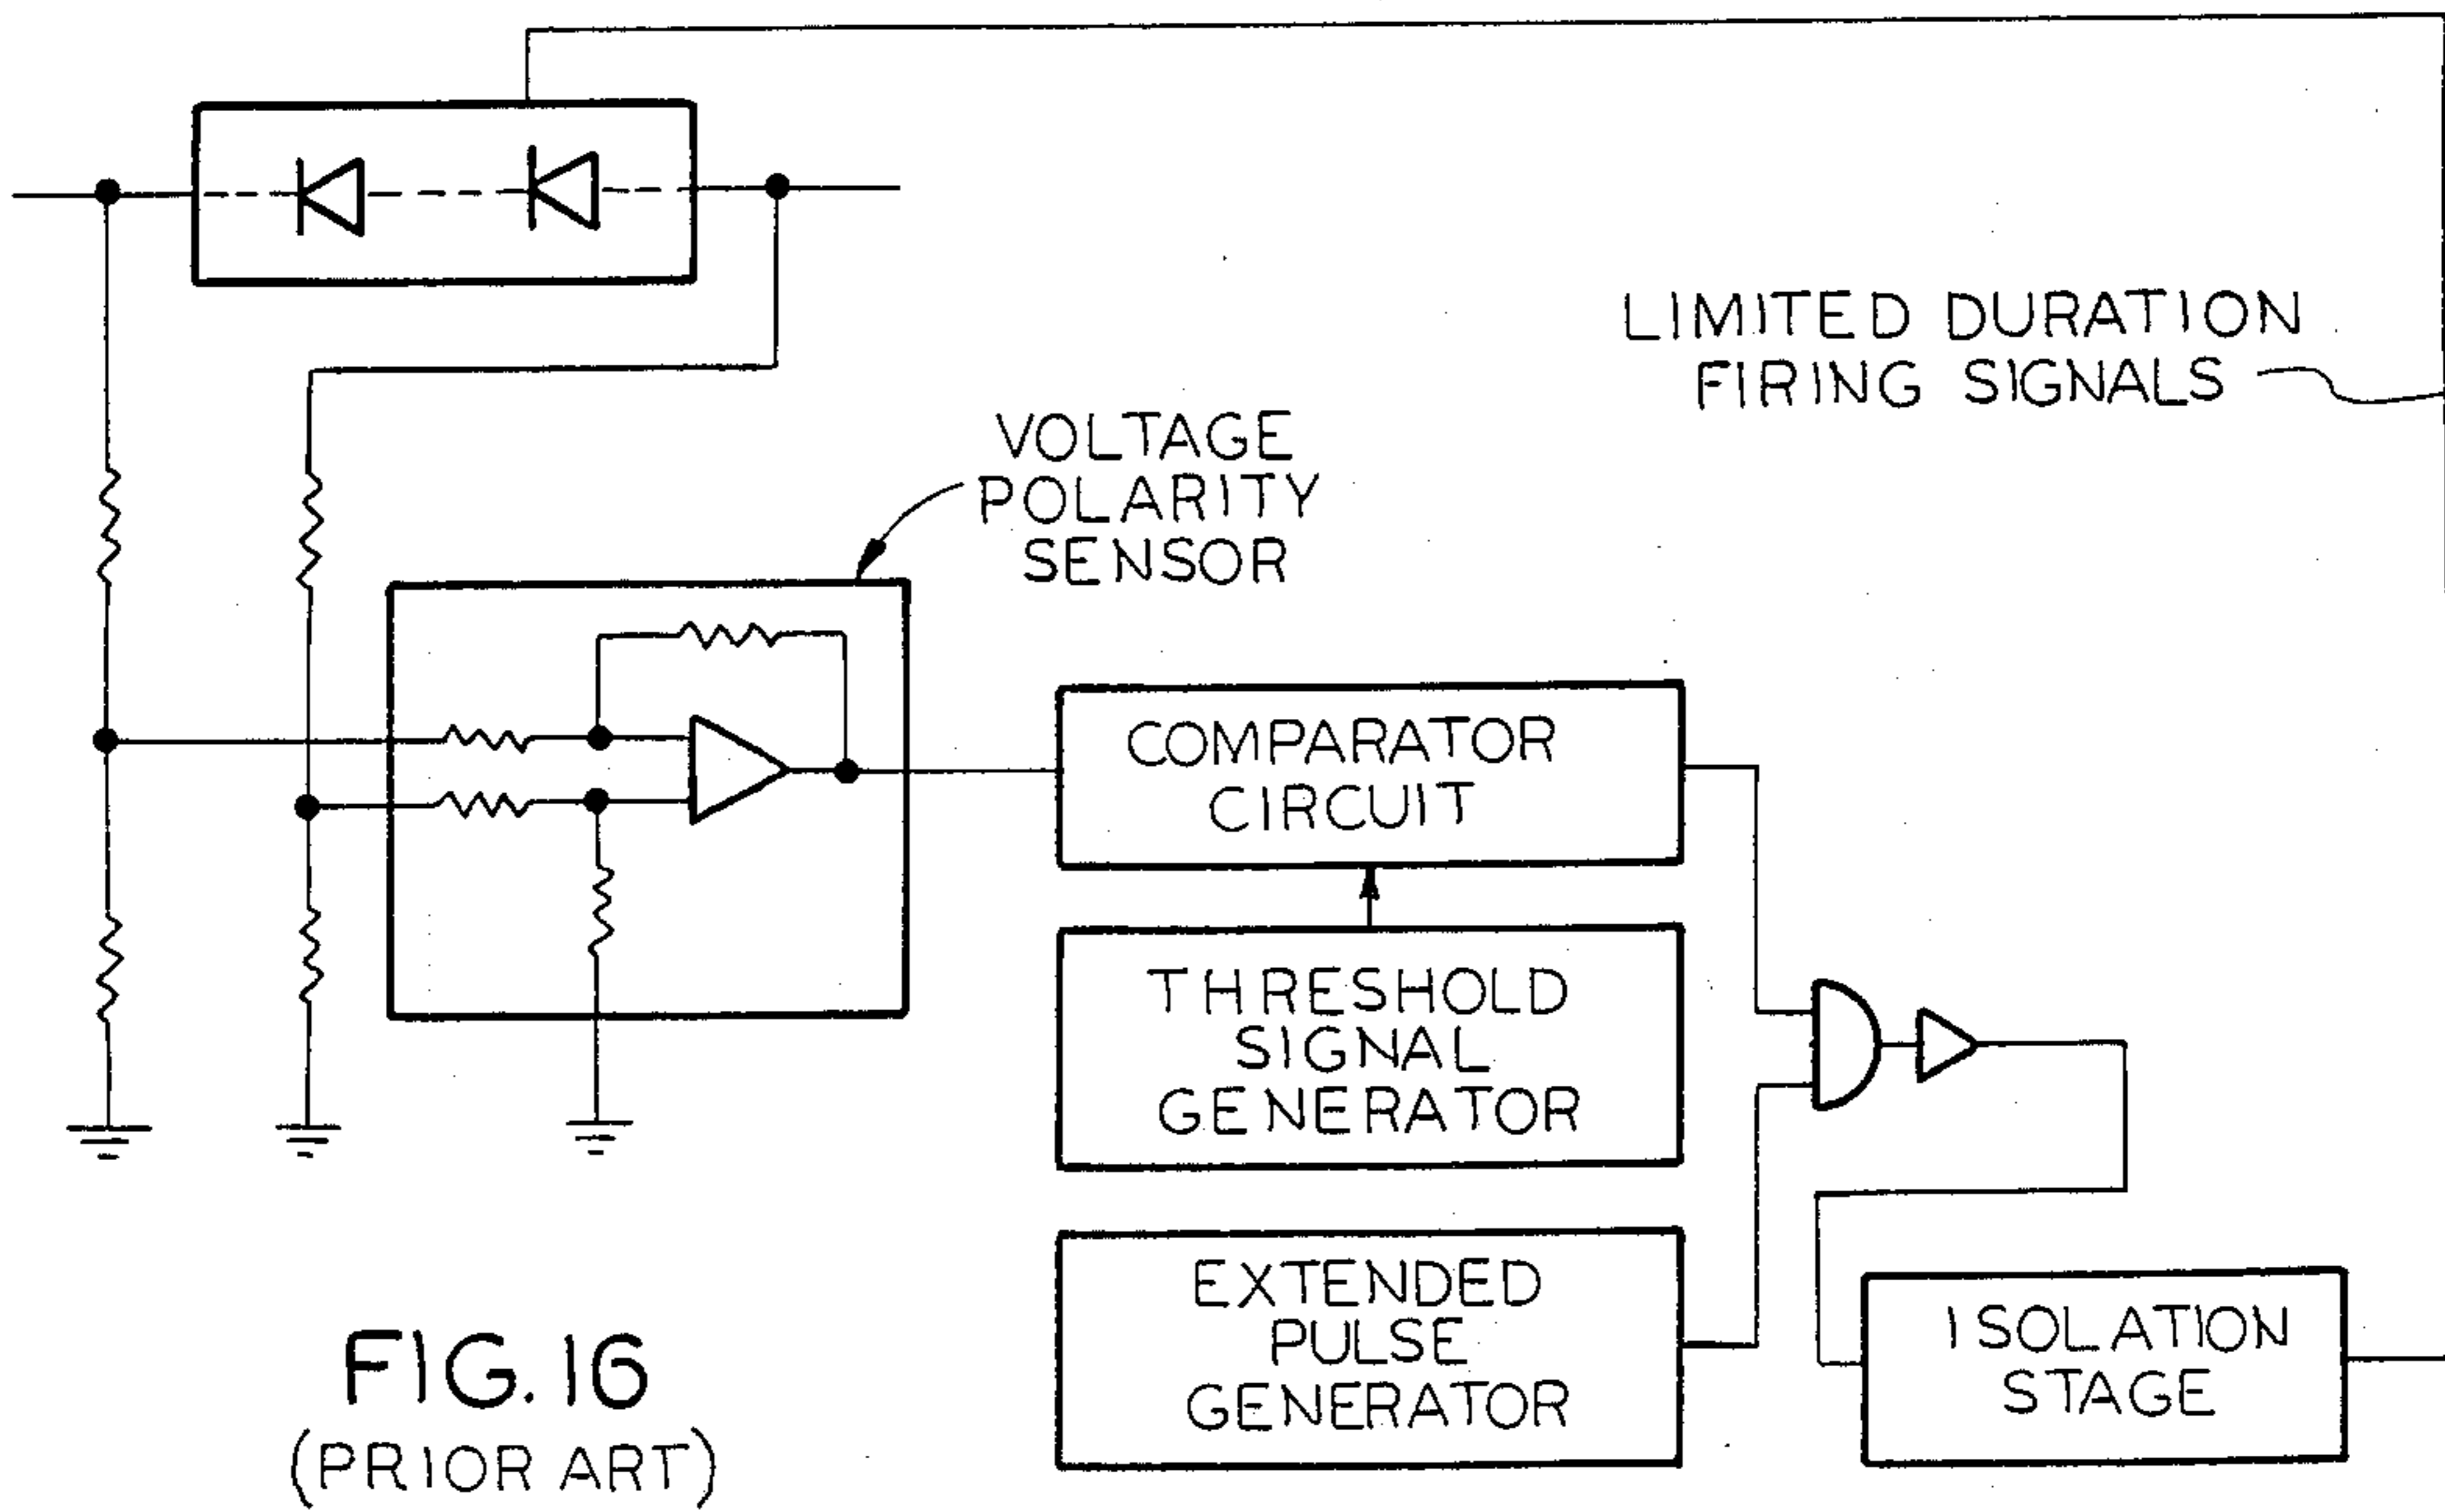 LIMITED DURATION
FIRING SIGNALS
VOLTAGE
POLARITY
SENSOR
COMPARATOR
CIRCUIT
THRESHOLD
SIGNAL
GENERATOR
EXTENDED
PULSE
GENERATOR
ISOLATION
STAGE
FIG. 16
(PRIOR ART)